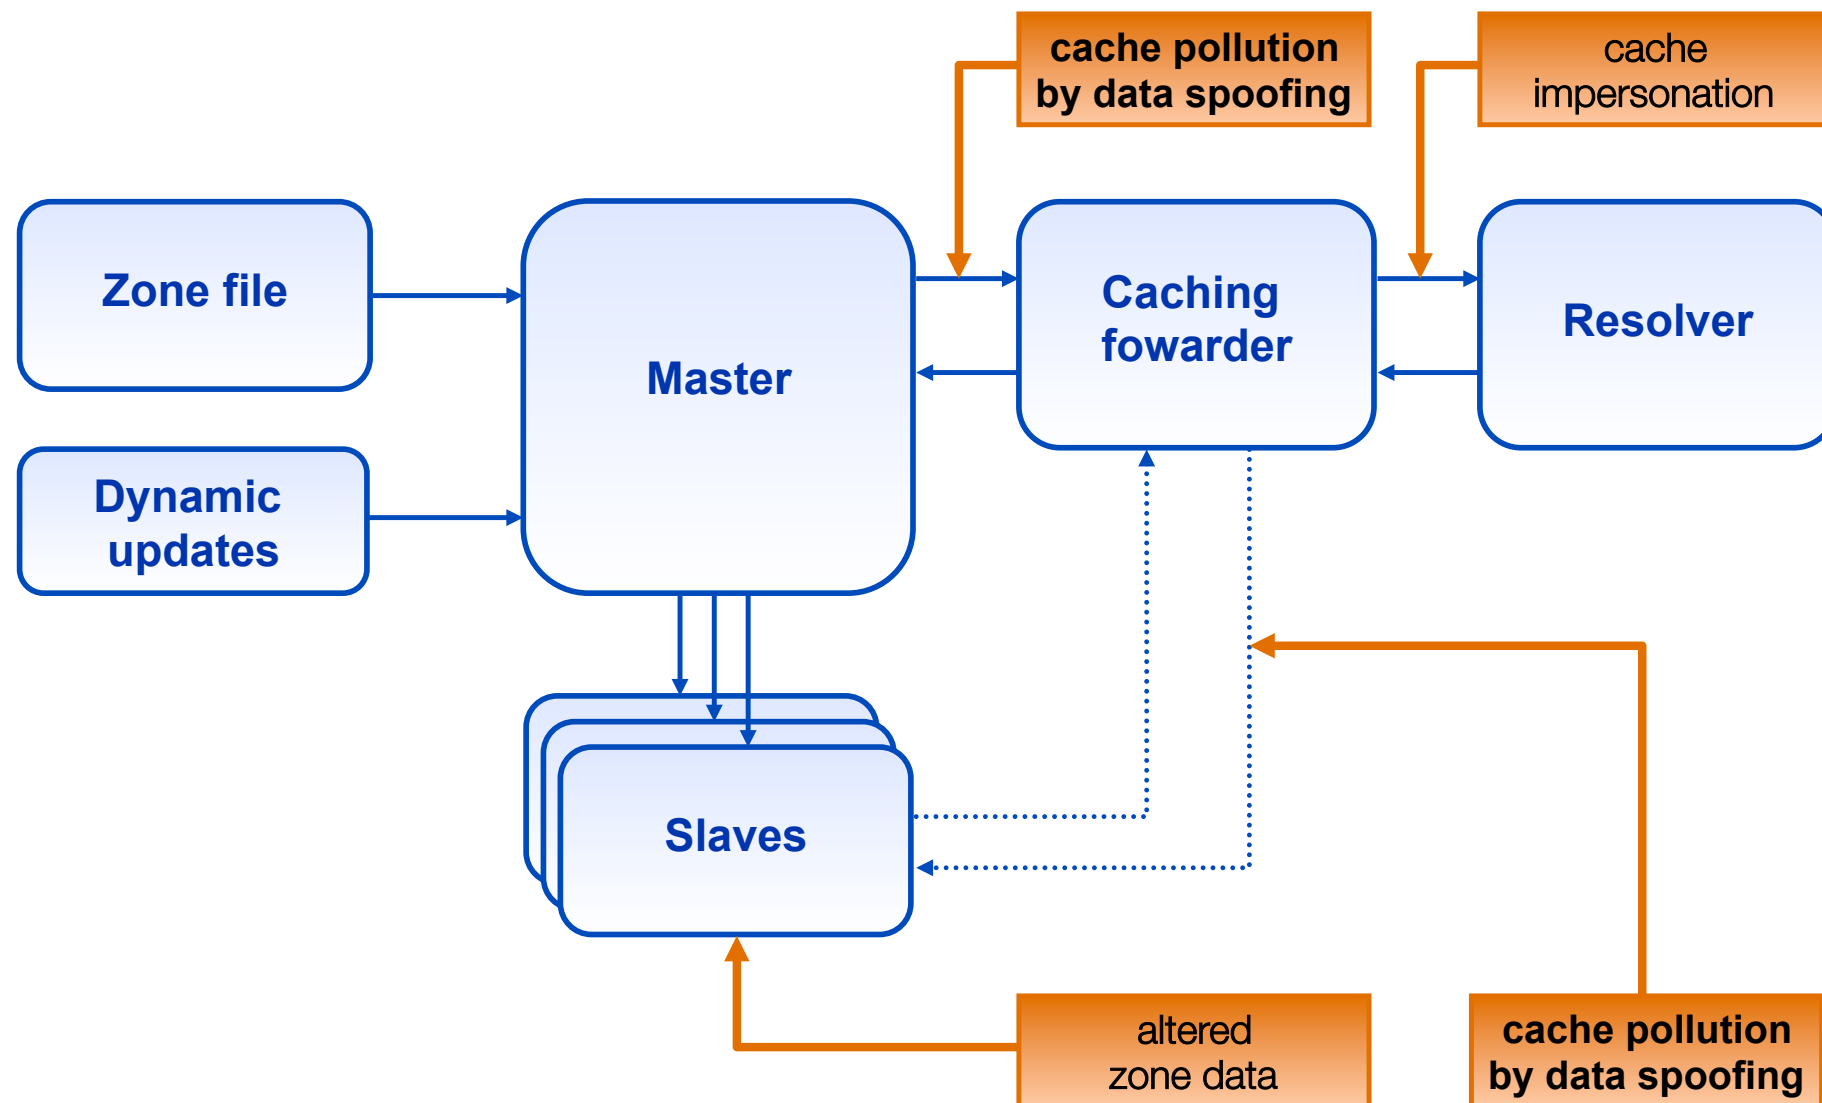 cache pollution
by data spoofing
cache
impersonation
Zone file
Master
Caching
fowarder
Resolver
Dynamic
updates
Slaves
altered
zone data
cache pollution
by data spoofing